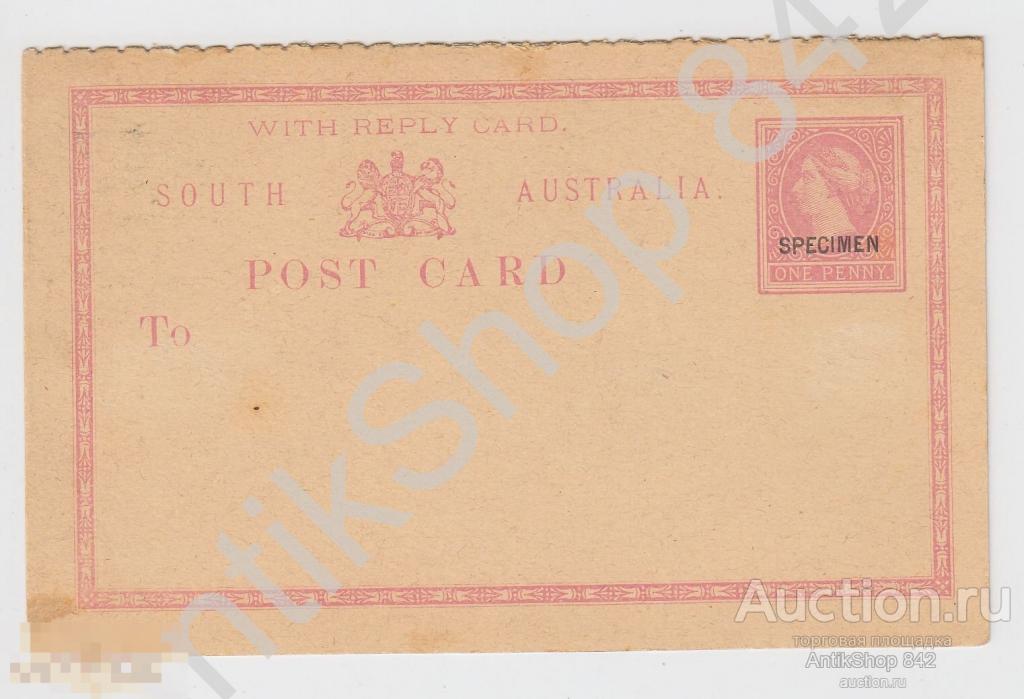 WITH REPLY CARD.
SOUTH AUSTRALIA.
POST CARD
To
SPECIMEN
ONE PENNY.
AntikShop 842
Auction.ru
торговая площадка
AntikShop 842
auction.ru